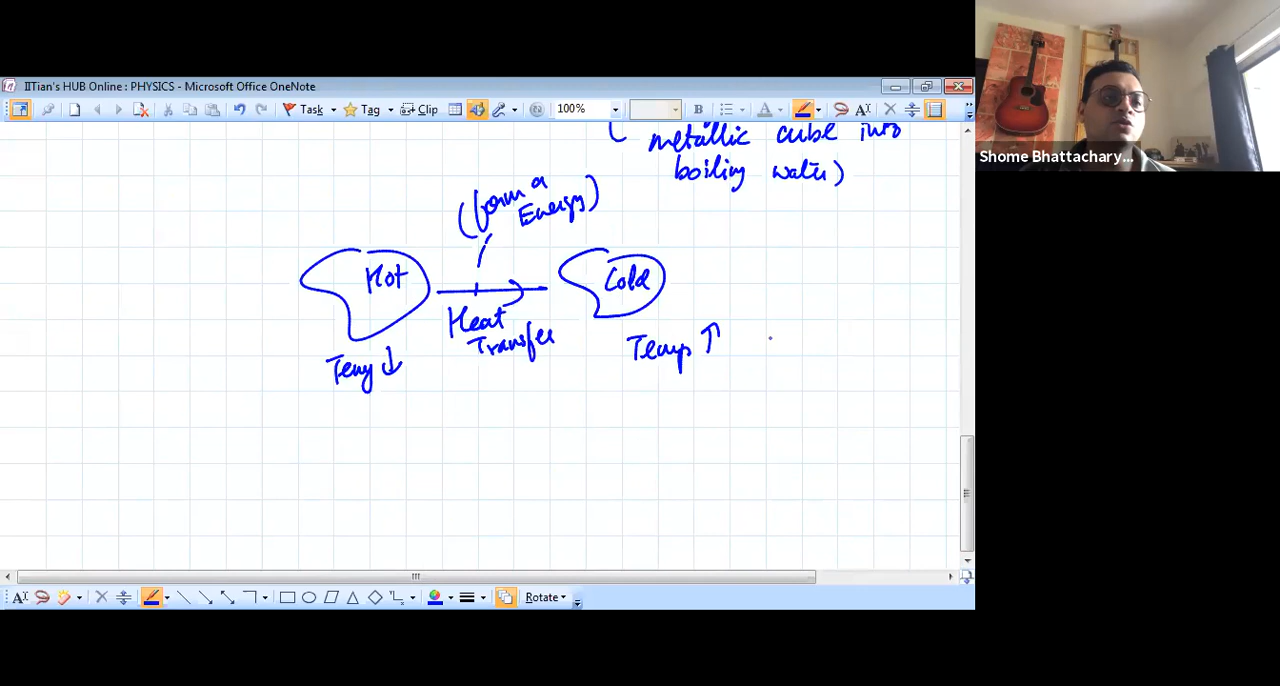 IITian's HUB Online : PHYSICS - Microsoft Office OneNote
Task Tag Clip 100% B A A
metallic cube into
boiling water)
(form of
Energy)
Hot
Cold
Heat
Transfer
Temp ↓
Temp ↑
Shome Bhattachary...
A Rotate